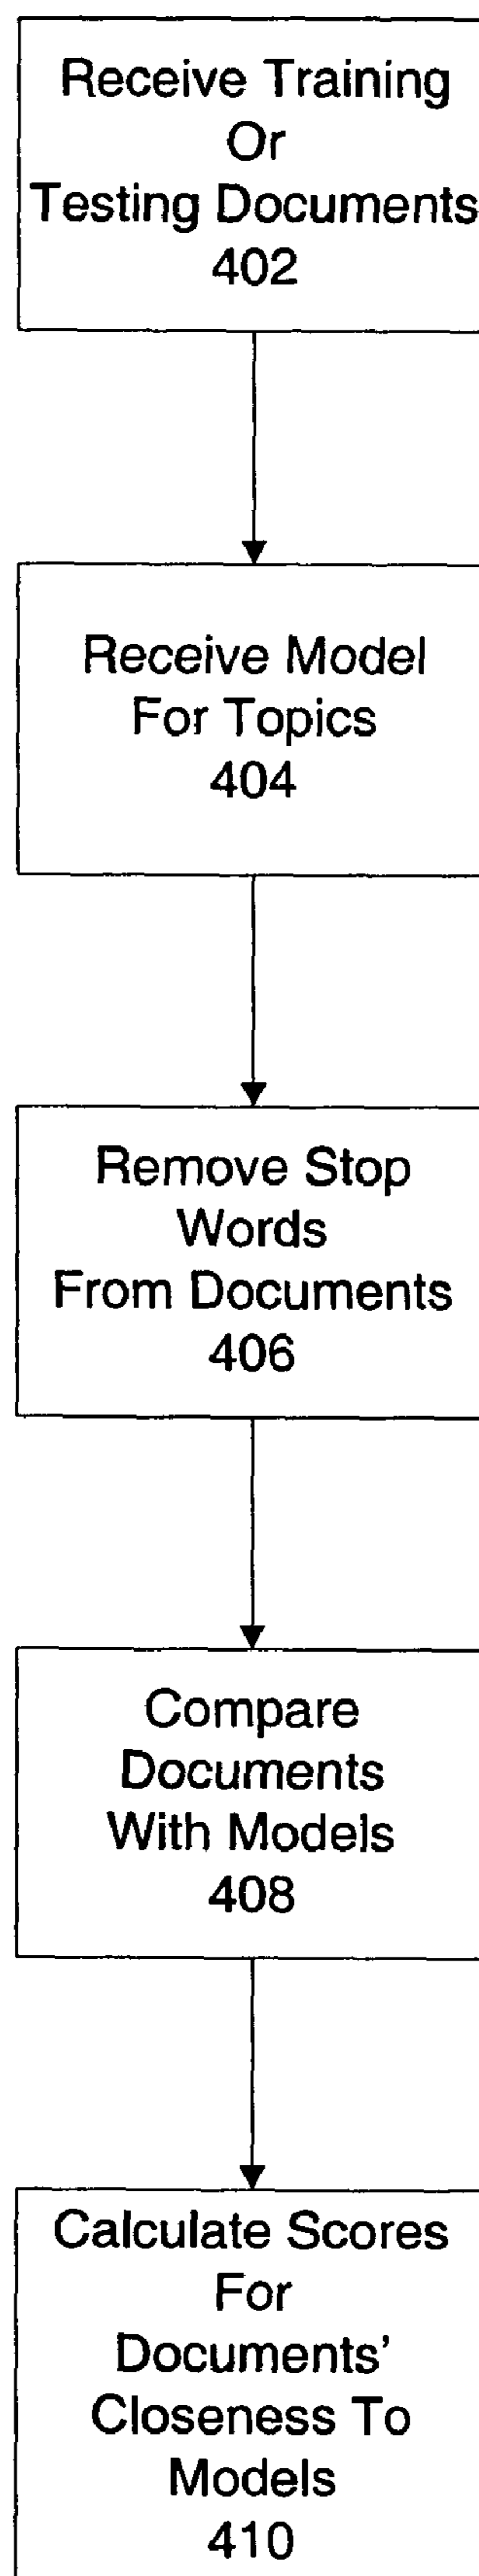 Receive Training
Or
Testing Documents
402
Receive Model
For Topics
404
Remove Stop
Words
From Documents
406
Compare
Documents
With Models
408
Calculate Scores
For
Documents'
Closeness To
Models
410